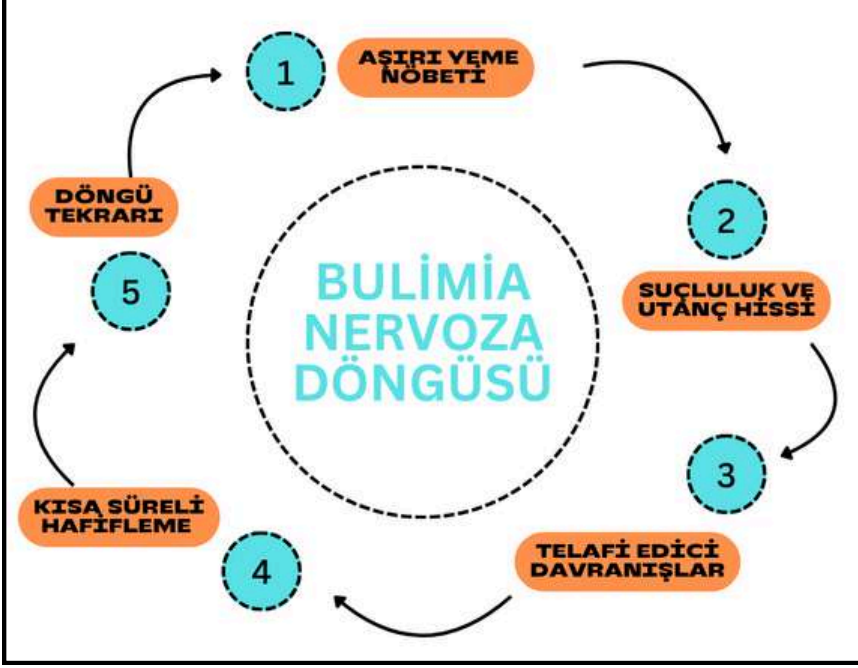 1
AŞIRI YEME
NÖBETİ
2
SUÇLULUK VE
UTANÇ HİSSİ
3
TELAFİ EDİCİ
DAVRANIŞLAR
4
KISA SÜRELİ
HAFİFLEME
5
DÖNGÜ
TEKRARI
BULİMİA
NERVOZA
DÖNGÜSÜ